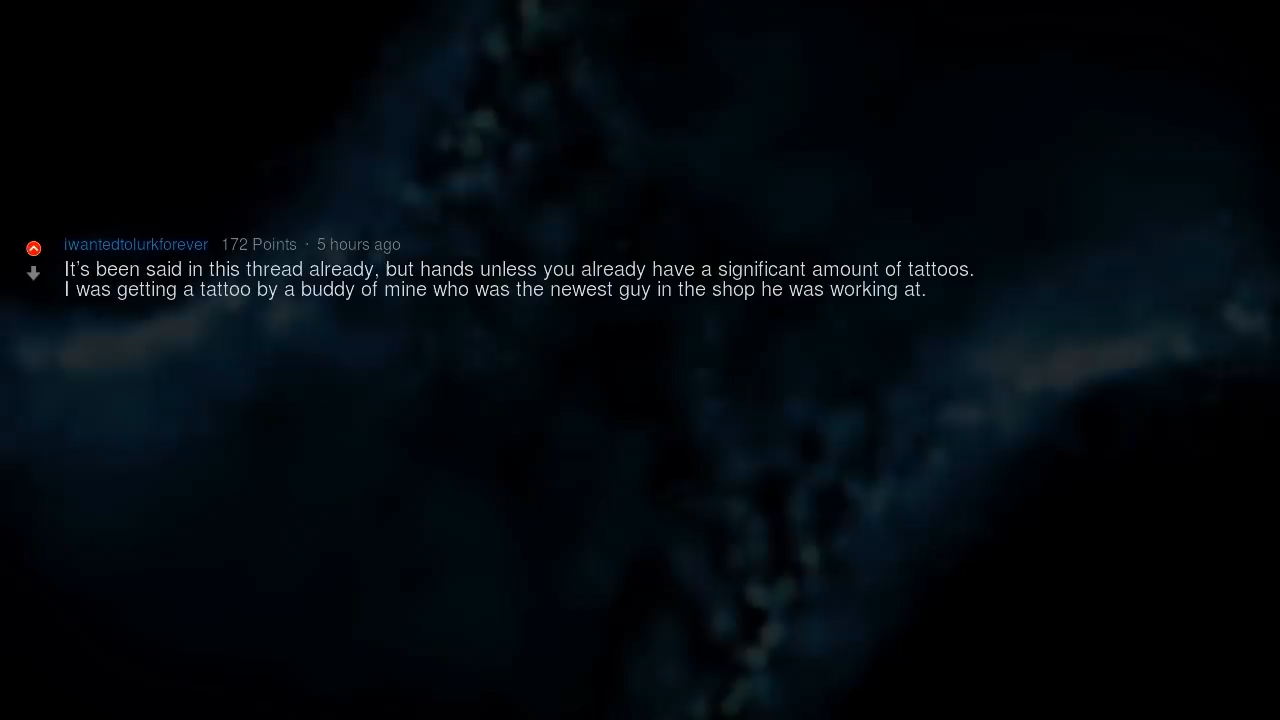 iwantedtolurkforever 172 Points · 5 hours ago
It's been said in this thread already, but hands unless you already have a significant amount of tattoos.
I was getting a tattoo by a buddy of mine who was the newest guy in the shop he was working at.